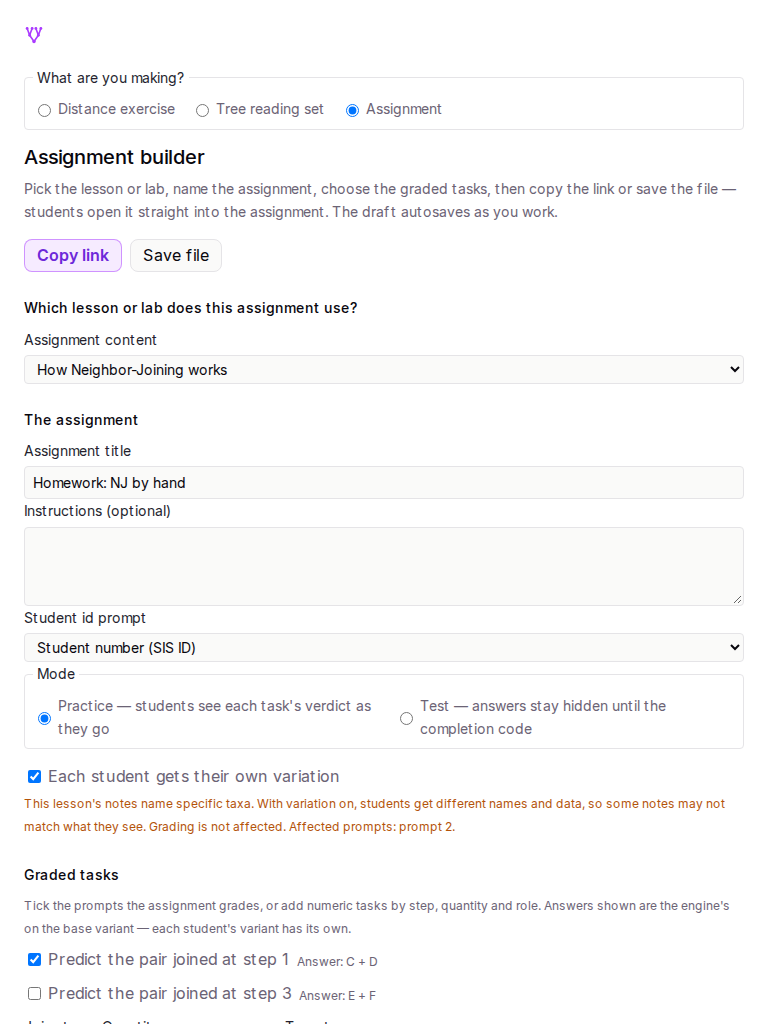 What are you making?
Distance exercise Tree reading set Assignment
Assignment builder
Pick the lesson or lab, name the assignment, choose the graded tasks, then copy the link or save the file —
students open it straight into the assignment. The draft autosaves as you work.
Copy link Save file
Which lesson or lab does this assignment use?
Assignment content
How Neighbor-Joining works
The assignment
Assignment title
Homework: NJ by hand
Instructions (optional)
Student id prompt
Student number (SIS ID)
Mode
Practice — students see each task's verdict as
they go
Test — answers stay hidden until the
completion code
Each student gets their own variation
This lesson's notes name specific taxa. With variation on, students get different names and data, so some notes may not
match what they see. Grading is not affected. Affected prompts: prompt 2.
Graded tasks
Tick the prompts the assignment grades, or add numeric tasks by step, quantity and role. Answers shown are the engine's
on the base variant — each student's variant has its own.
Predict the pair joined at step 1 Answer: C + D
Predict the pair joined at step 3 Answer: E + F